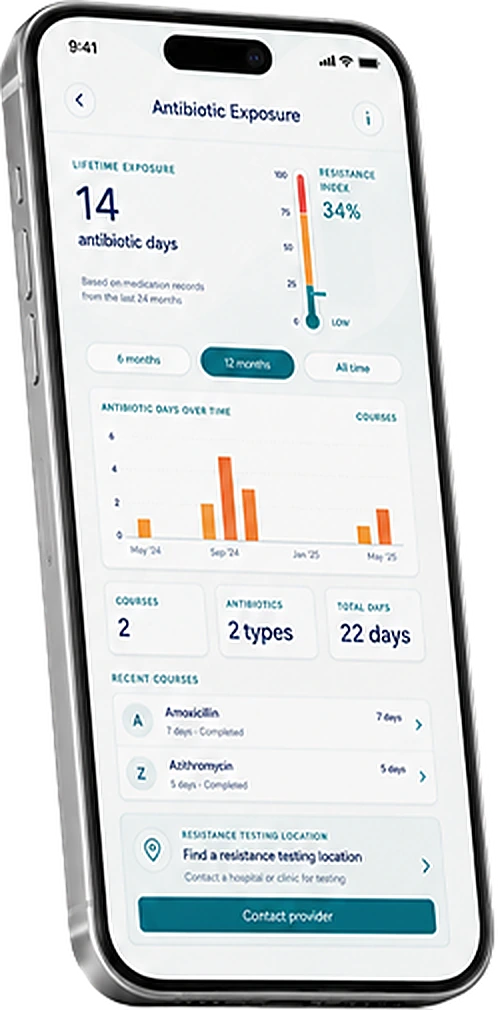 9:41
Antibiotic Exposure
i
LIFETIME EXPOSURE
14
antibiotic days
Based on medication records
from the last 24 months
100
75
50
25
0
RESISTANCE
INDEX
34%
LOW
6 months
12 months
All time
ANTIBIOTIC DAYS OVER TIME
COURSES
6
4
2
0
May '24
Sep '24
Jan '25
May '25
COURSES
2
ANTIBIOTICS
2 types
TOTAL DAYS
22 days
RECENT COURSES
A
Amoxicillin
7 days - Completed
7 days
Z
Azithromycin
5 days - Completed
5 days
RESISTANCE TESTING LOCATION
Find a resistance testing location
Contact a hospital or clinic for testing
Contact provider